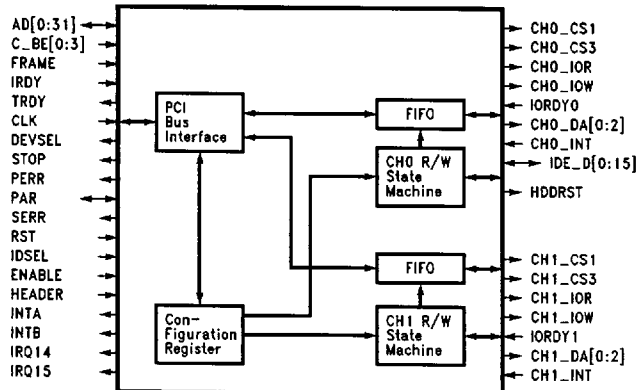 AD[0:31]
C_BE[0:3]
FRAME
IRDY
TRDY
CLK
DEVSEL
STOP
PERR
PAR
SERR
RST
IDSEL
ENABLE
HEADER
INTA
INTB
IRQ14
IRQ15
PCI
Bus
Interface
Con-
figuration
Register
FIFO
CH0 R/W
State
Machine
FIFO
CH1 R/W
State
Machine
CH0_CS1
CH0_CS3
CH0_IOR
CH0_IOW
IORDY0
CH0_DA[0:2]
CH0_INT
IDE_D[0:15]
HDDRST
CH1_CS1
CH1_CS3
CH1_IOR
CH1_IOW
IORDY1
CH1_DA[0:2]
CH1_INT